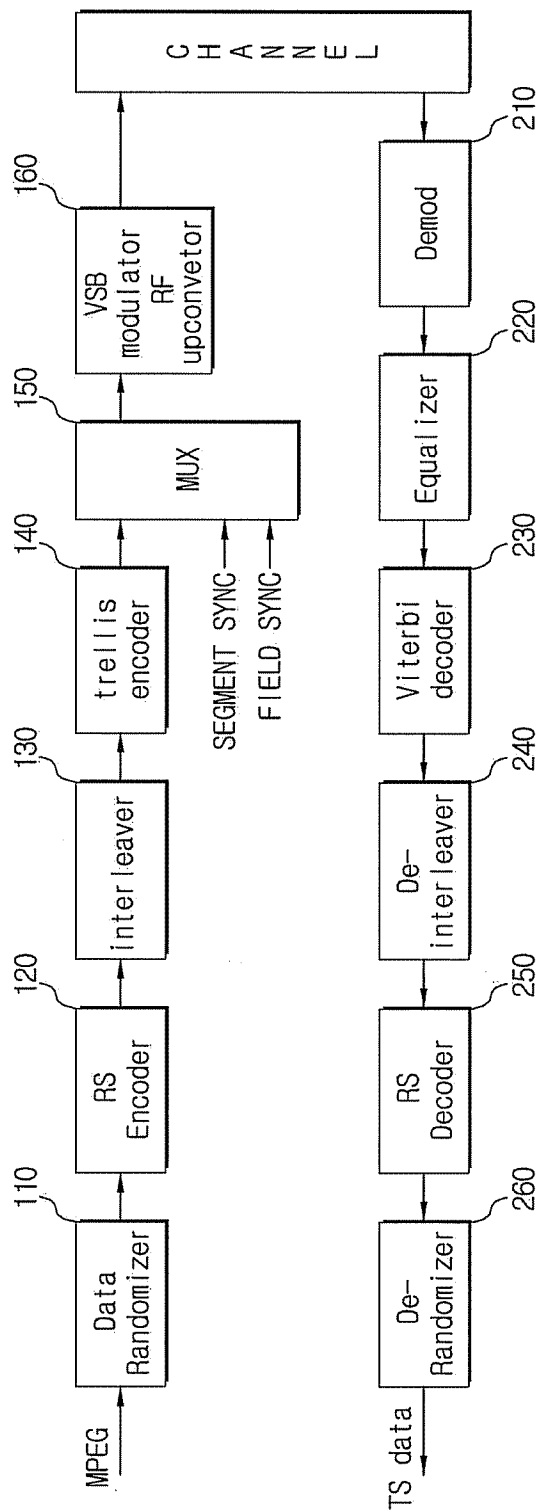 110
120
130
140
150
160
MPEG
Data
Randomizer
RS
Encoder
interleaver
trellis
encoder
SEGMENT SYNC
FIELD SYNC
MUX
VSB
modulator
RF
upconvetor
CHANNEL
TS data
De-
Randomizer
RS
Decoder
De-
interleaver
Viterbi
decoder
Equalizer
Demod
260
250
240
230
220
210